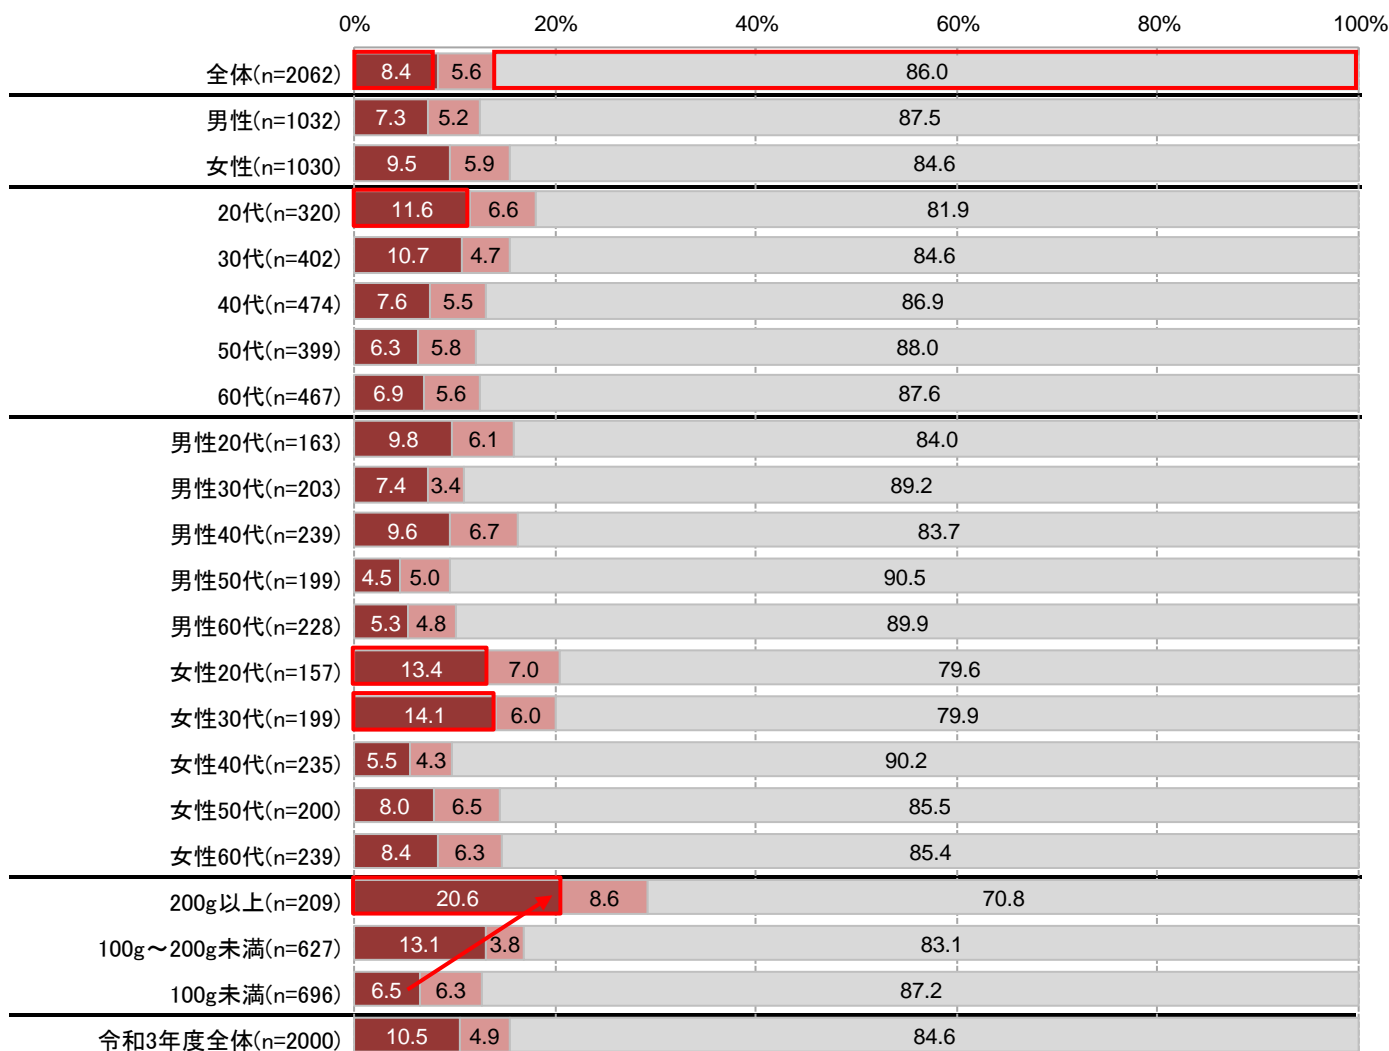 0% 20% 40% 60% 80% 100%
全体(n=2062) 8.4 5.6 86.0
男性(n=1032) 7.3 5.2 87.5
女性(n=1030) 9.5 5.9 84.6
20代(n=320) 11.6 6.6 81.9
30代(n=402) 10.7 4.7 84.6
40代(n=474) 7.6 5.5 86.9
50代(n=399) 6.3 5.8 88.0
60代(n=467) 6.9 5.6 87.6
男性20代(n=163) 9.8 6.1 84.0
男性30代(n=203) 7.4 3.4 89.2
男性40代(n=239) 9.6 6.7 83.7
男性50代(n=199) 4.5 5.0 90.5
男性60代(n=228) 5.3 4.8 89.9
女性20代(n=157) 13.4 7.0 79.6
女性30代(n=199) 14.1 6.0 79.9
女性40代(n=235) 5.5 4.3 90.2
女性50代(n=200) 8.0 6.5 85.5
女性60代(n=239) 8.4 6.3 85.4
200g以上(n=209) 20.6 8.6 70.8
100g～200g未満(n=627) 13.1 3.8 83.1
100g未満(n=696) 6.5 6.3 87.2
令和3年度全体(n=2000) 10.5 4.9 84.6